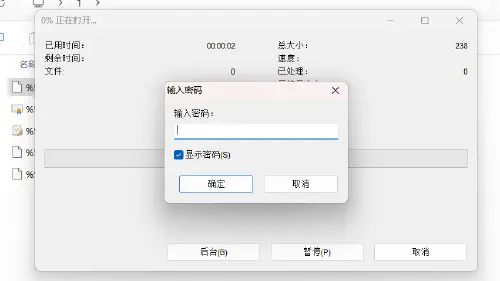 1
0% 正在打开...
已用时间：
00:00:02
总大小：
238
剩余时间：
速度：
文件：
0
已处理：
0
输入密码
输入密码：
显示密码(S)
确定
取消
后台(B)
暂停(P)
取消